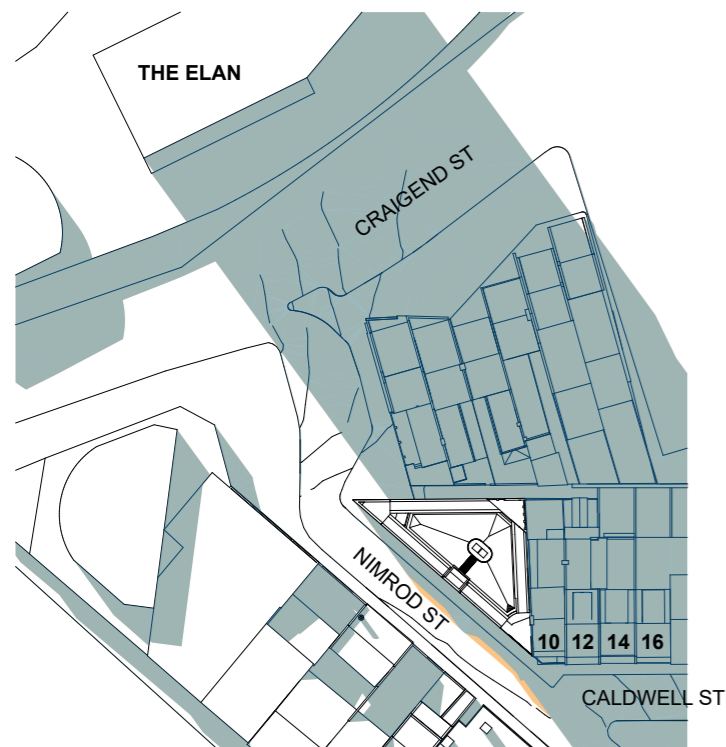 THE ELAN
CRAIGEND ST
NIMROD ST
10 12 14 16
CALDWELL ST